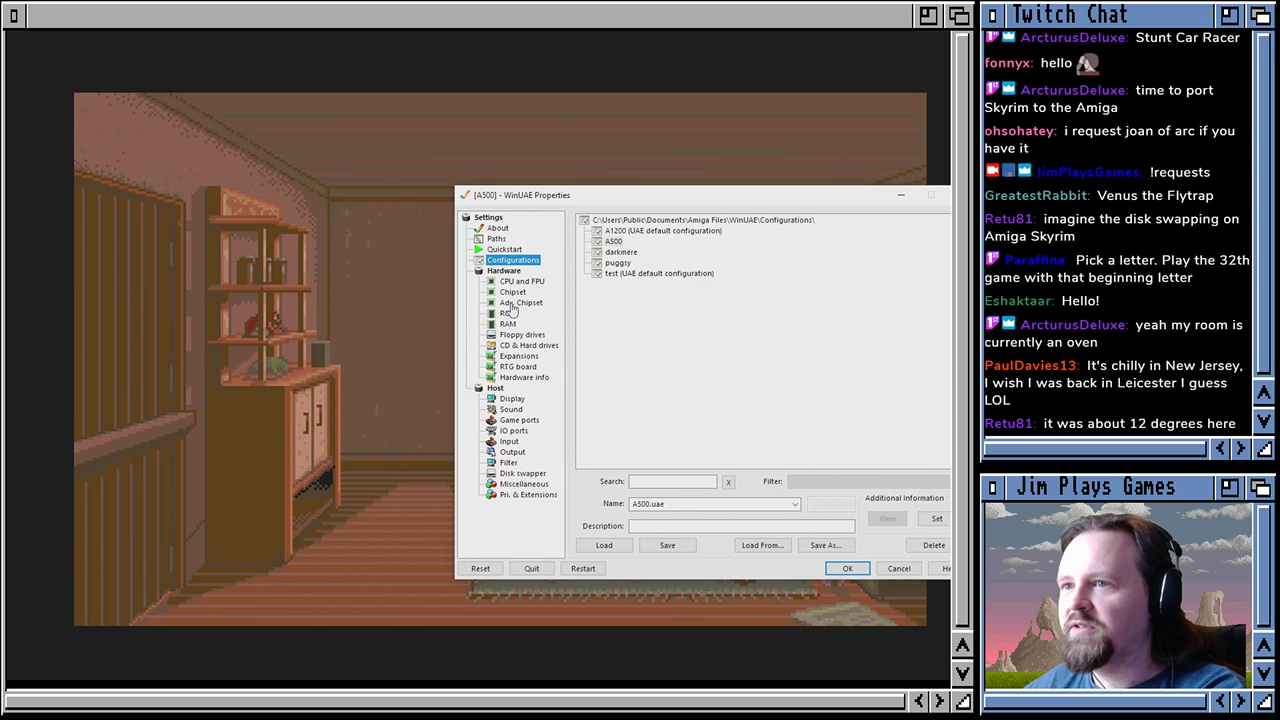 Twitch Chat
ArcturusDeluxe: Stunt Car Racer
fonnyx: hello
ArcturusDeluxe: time to port
Skyrim to the Amiga
ohsohatey: i request joan of arc if you
have it
JimPlaysGames: !requests
GreatestRabbit: Venus the Flytrap
Retu81: imagine the disk swapping on
Amiga Skyrim
Paraffine: Pick a letter. Play the 32th
game with that beginning letter
Eshaktaar: Hello!
ArcturusDeluxe: yeah my room is
currently an oven
PaulDavies13: It's chilly in New Jersey,
I wish I was back in Leicester I guess
LOL
Retu81: it was about 12 degrees here
[A500] - WinUAE Properties
Settings
About
Paths
Quickstart
Configurations
Hardware
CPU and FPU
Chipset
Adv. Chipset
RAM
Floppy drives
CD & Hard drives
Expansions
RTG board
Hardware info
Host
Display
Sound
Game ports
IO ports
Input
Output
Filter
Disk swapper
Miscellaneous
Pri. & Extensions
C:\Users\Public\Documents\Amiga Files\WinUAE\Configurations\
A1200 (UAE default configuration)
A500
darkmere
puggsy
test (UAE default configuration)
Search:
X
Filter:
Name:
A500.uae
Additional Information
Description:
View
Set
Load
Save
Load From...
Save As...
Delete
Reset
Quit
Restart
OK
Cancel
He
Jim Plays Games